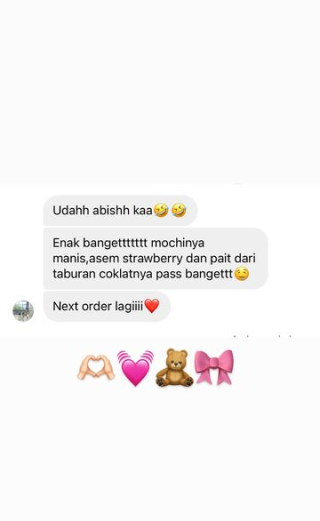 Udahh abishh kaa🤣🤣
Enak bangettttttt mochinya
manis,asem strawberry dan pait dari
taburan coklatnya pass bangettt😉
Next order lagiiii❤️